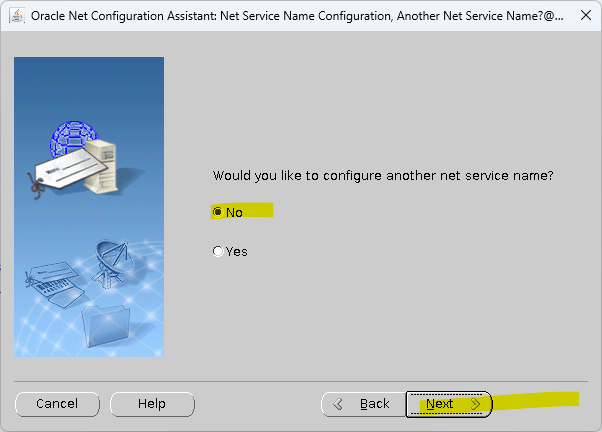 Oracle Net Configuration Assistant: Net Service Name Configuration, Another Net Service Name?@...
Would you like to configure another net service name?
No
Yes
Cancel
Help
Back
Next